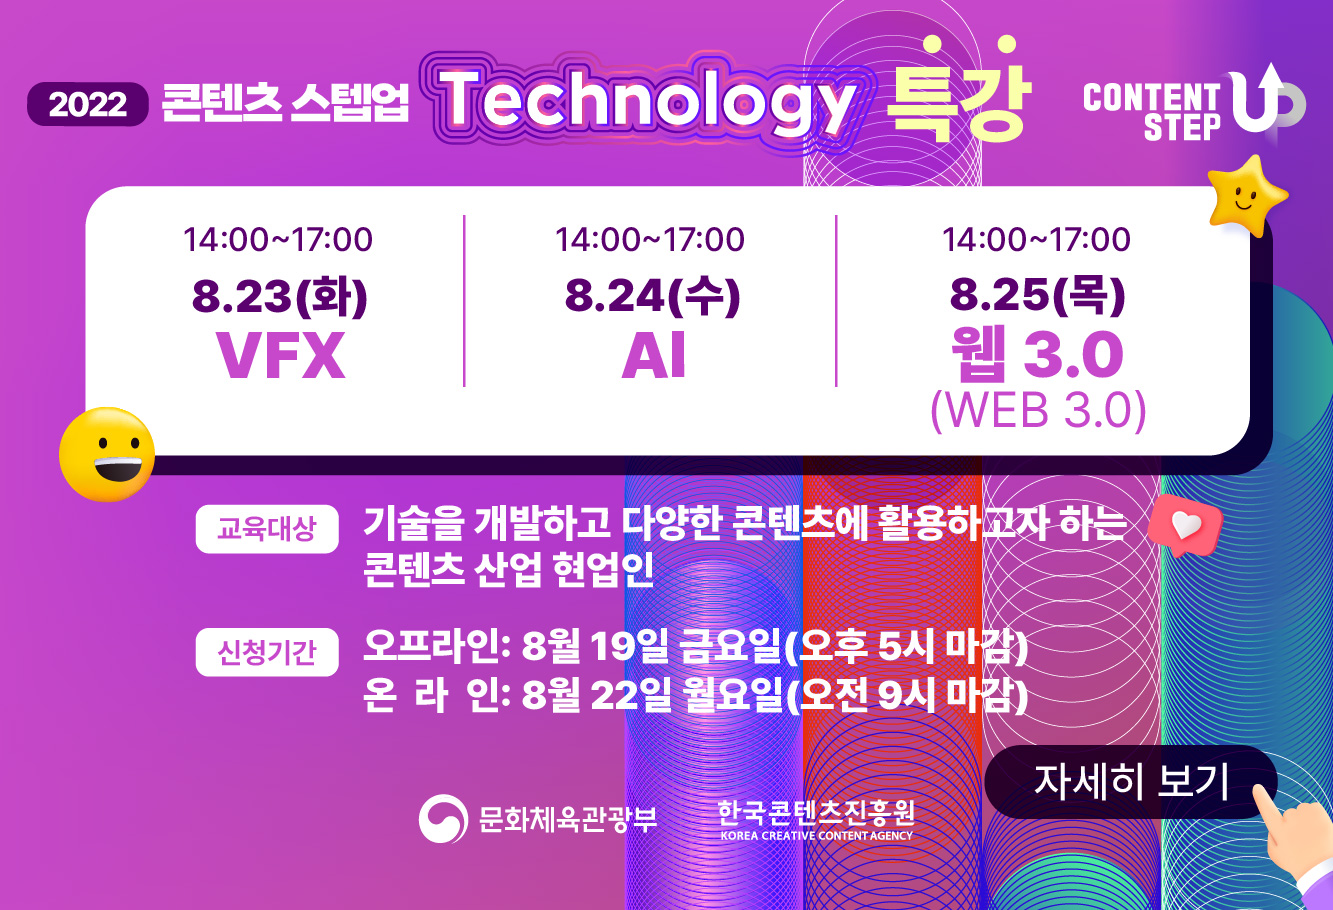 2022 콘텐츠 스텝업 Technology 특강
CONTENT
STEP UP
14:00~17:00
8.23(화)
VFX
14:00~17:00
8.24(수)
AI
14:00~17:00
8.25(목)
웹 3.0
(WEB 3.0)
교육대상
기술을 개발하고 다양한 콘텐츠에 활용하고자 하는
콘텐츠 산업 현업인
신청기간
오프라인: 8월 19일 금요일(오후 5시 마감)
온 라 인: 8월 22일 월요일(오전 9시 마감)
자세히 보기
문화체육관광부
한국콘텐츠진흥원
KOREA CREATIVE CONTENT AGENCY